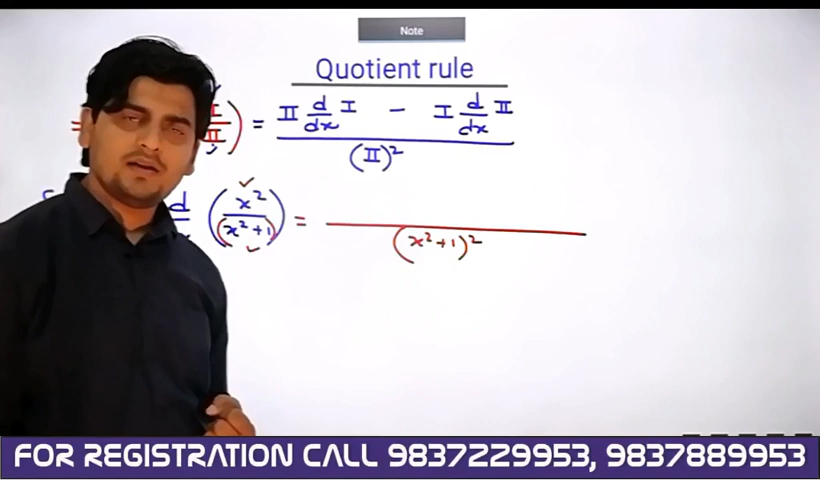 Note
Quotient rule
= (I/II) = II d/dx I - I d/dx II / (II)²
d (x²/(x²+1)) = / (x²+1)²
FOR REGISTRATION CALL 9837229953, 9837889953